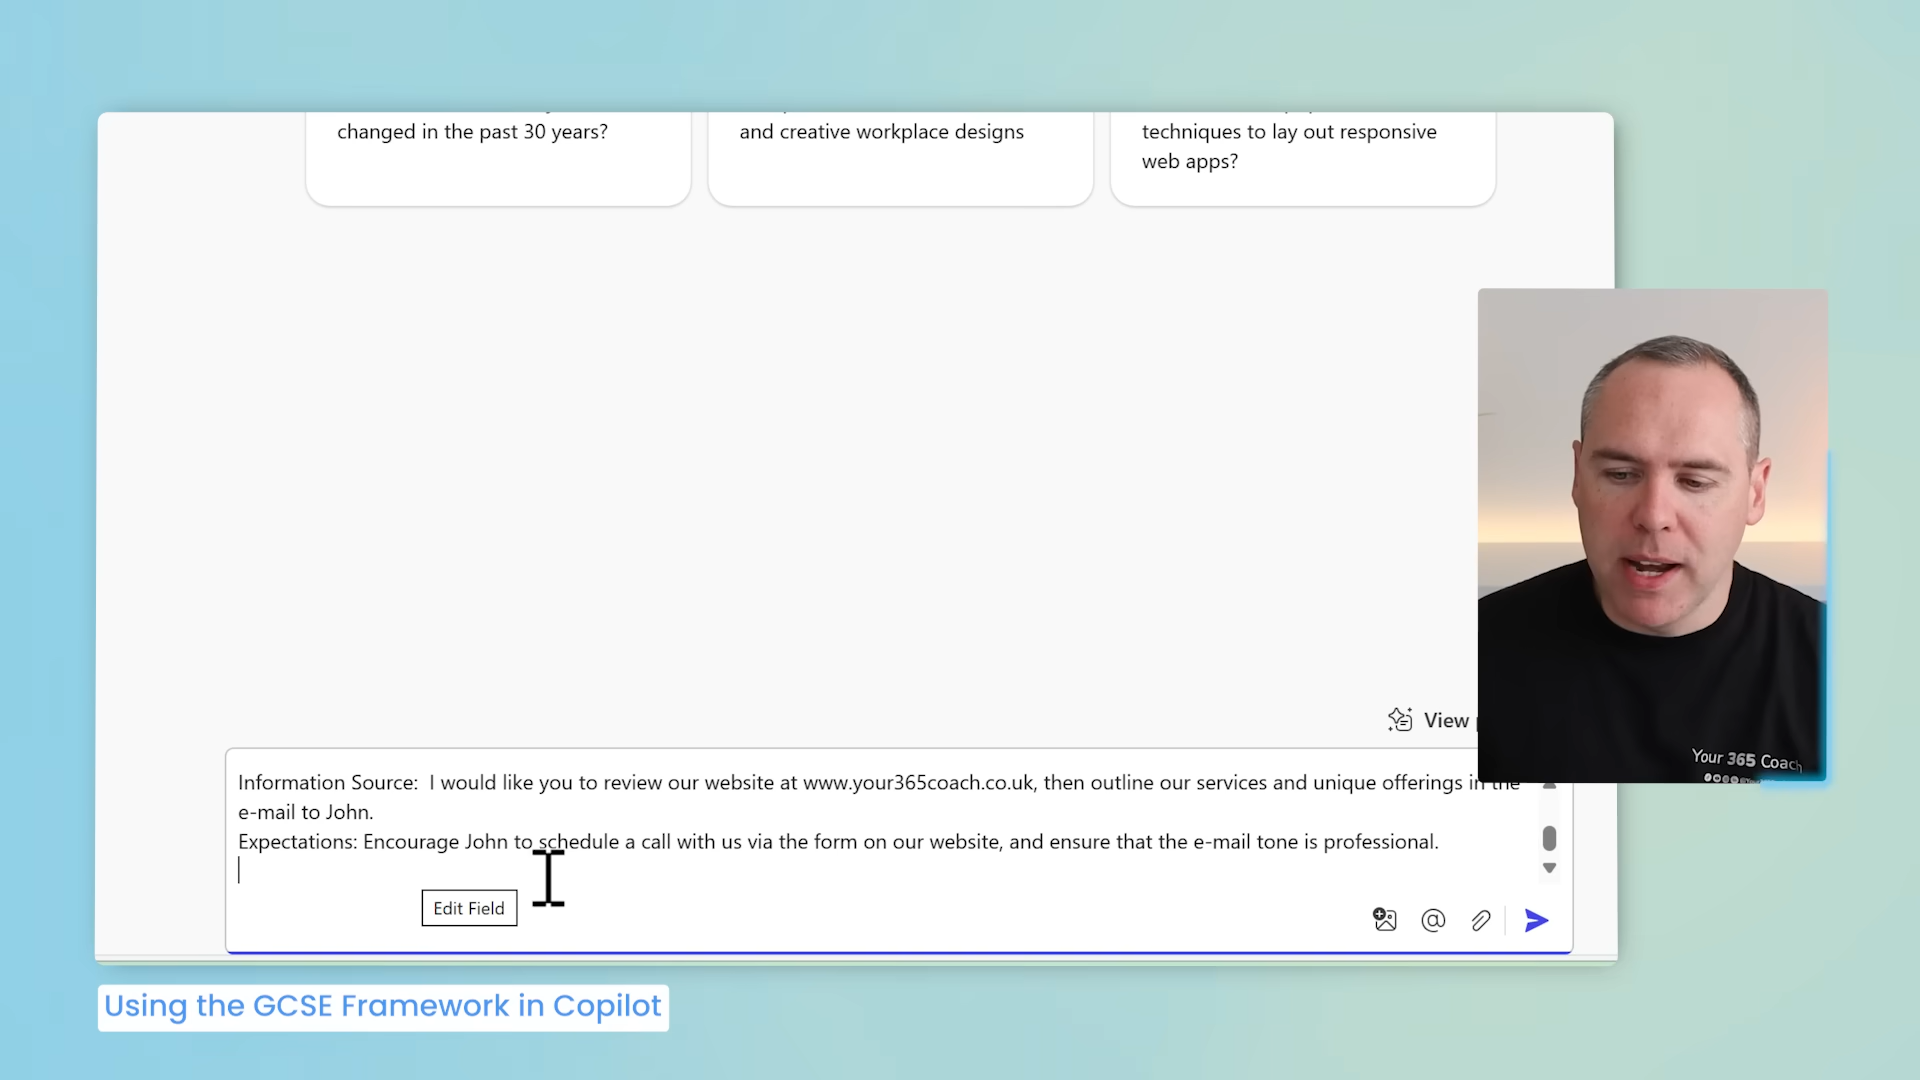 changed in the past 30 years?
and creative workplace designs
techniques to lay out responsive
web apps?
View
Information Source:  I would like you to review our website at www.your365coach.co.uk, then outline our services and unique offerings in the
e-mail to John.
Expectations: Encourage John to schedule a call with us via the form on our website, and ensure that the e-mail tone is professional.
Edit Field
Your 365 Coach
Using the GCSE Framework in Copilot